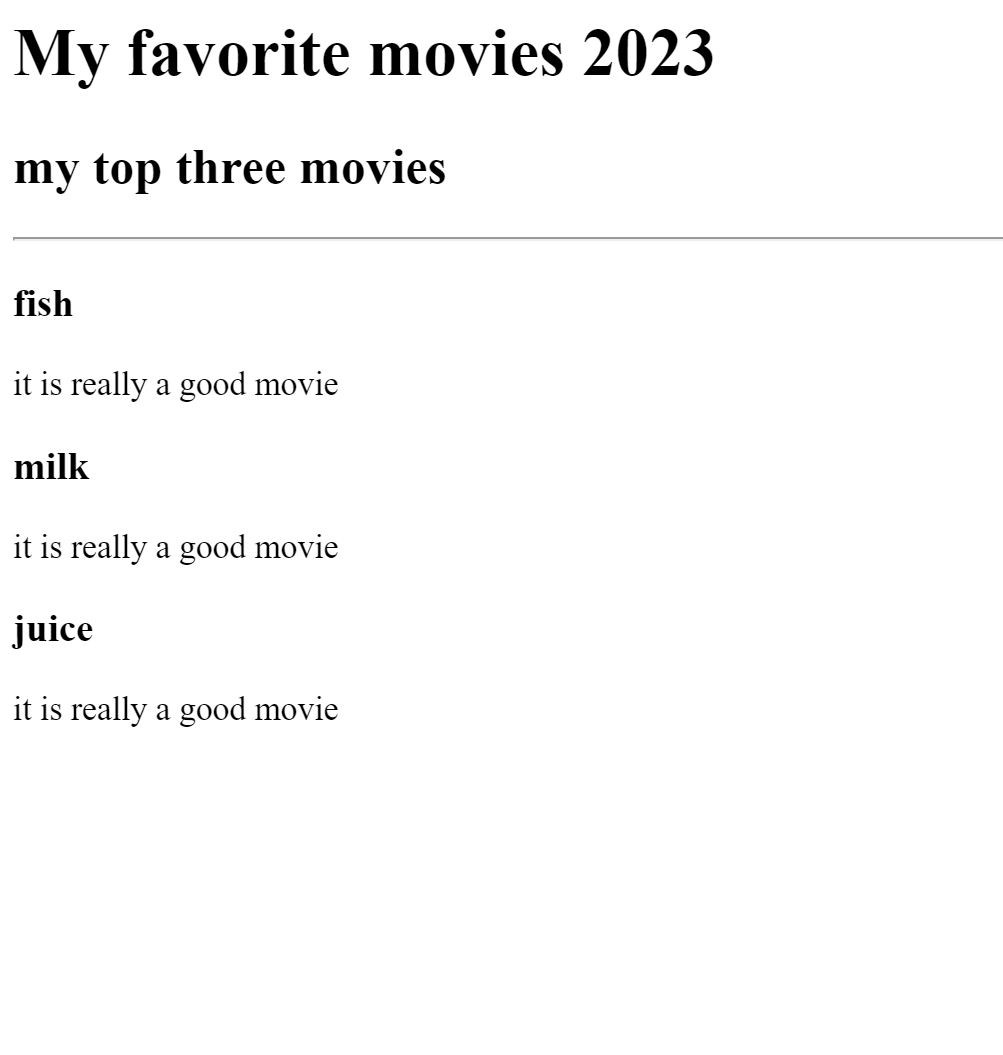 My favorite movies 2023
my top three movies
fish
it is really a good movie
milk
it is really a good movie
juice
it is really a good movie